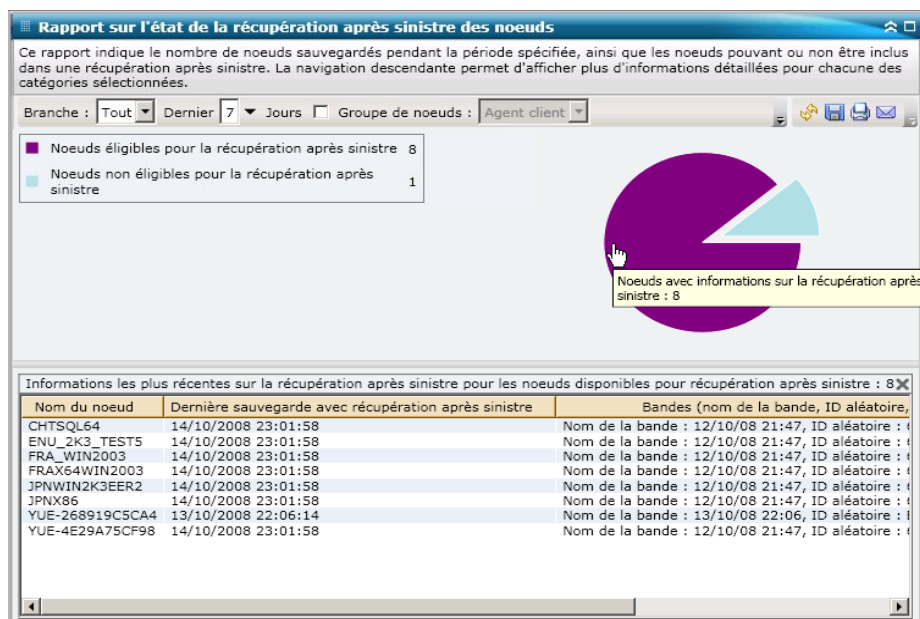 Rapport sur l'état de la récupération après sinistre des noeuds
Ce rapport indique le nombre de noeuds sauvegardés pendant la période spécifiée, ainsi que les noeuds pouvant ou non être inclus
dans une récupération après sinistre. La navigation descendante permet d'afficher plus d'informations détaillées pour chacune des
catégories sélectionnées.
Branche : Tout Dernier 7 Jours Groupe de noeuds : Agent client
Noeuds éligibles pour la récupération après sinistre 8
Noeuds non éligibles pour la récupération après
sinistre 1
Noeuds avec informations sur la récupération après
sinistre : 8
Informations les plus récentes sur la récupération après sinistre pour les noeuds disponibles pour récupération après sinistre : 8
Nom du noeud Dernière sauvegarde avec récupération après sinistre Bandes (nom de la bande, ID aléatoire,
CHTSQL64 14/10/2008 23:01:58 Nom de la bande : 12/10/08 21:47, ID aléatoire :
ENU_2K3_TEST5 14/10/2008 23:01:58 Nom de la bande : 12/10/08 21:47, ID aléatoire :
FRA_WIN2003 14/10/2008 23:01:58 Nom de la bande : 12/10/08 21:47, ID aléatoire :
FRAX64WIN2003 14/10/2008 23:01:58 Nom de la bande : 12/10/08 21:47, ID aléatoire :
JPNWIN2K3EER2 14/10/2008 23:01:58 Nom de la bande : 12/10/08 21:47, ID aléatoire :
JPNX86 14/10/2008 23:01:58 Nom de la bande : 12/10/08 21:47, ID aléatoire :
YUE-268919C5CA4 13/10/2008 22:06:14 Nom de la bande : 13/10/08 22:06, ID aléatoire :
YUE-4E29A75CF98 14/10/2008 23:01:58 Nom de la bande : 12/10/08 21:47, ID aléatoire :